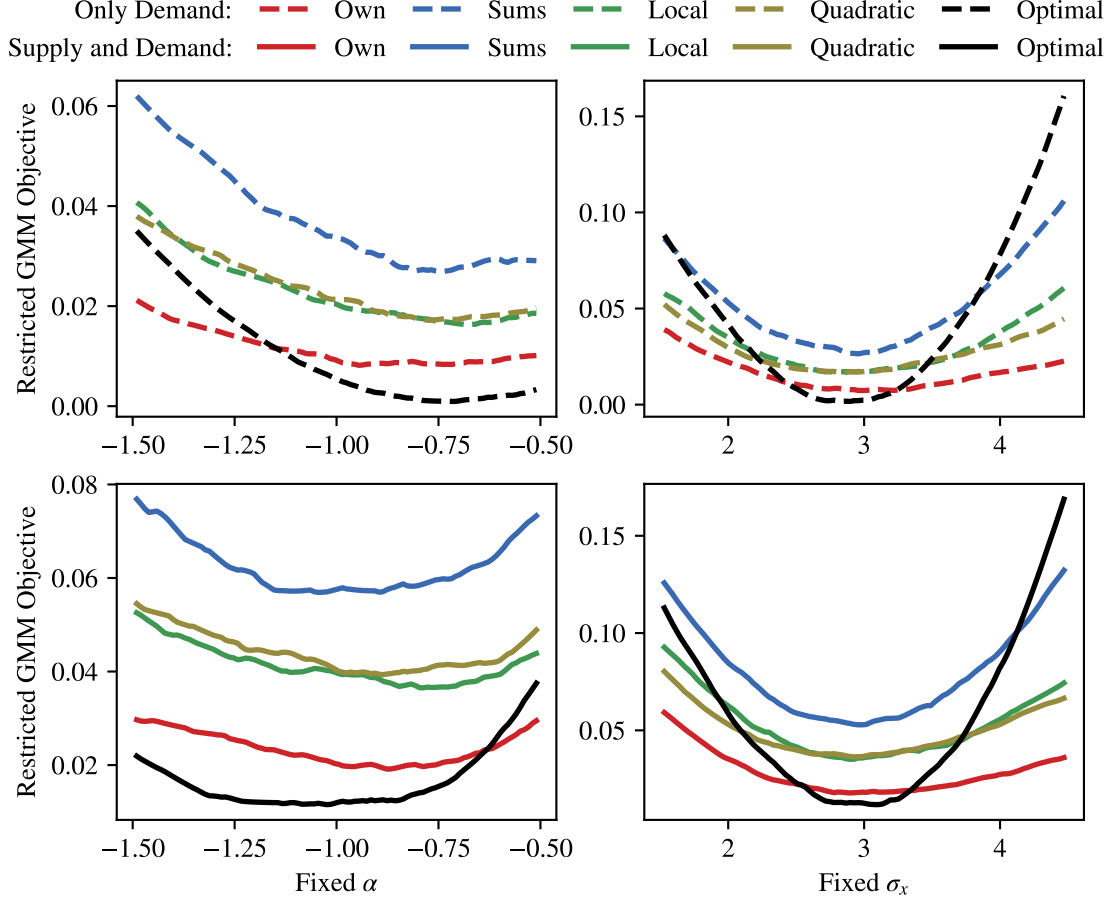 Only Demand: Own Sums Local Quadratic Optimal
Supply and Demand: Own Sums Local Quadratic Optimal
Restricted GMM Objective
0.06
0.04
0.02
0.00
−1.50 −1.25 −1.00 −0.75 −0.50
0.15
0.10
0.05
0.00
2 3 4
Restricted GMM Objective
0.08
0.06
0.04
0.02
−1.50 −1.25 −1.00 −0.75 −0.50
Fixed α
0.15
0.10
0.05
2 3 4
Fixed σₓ